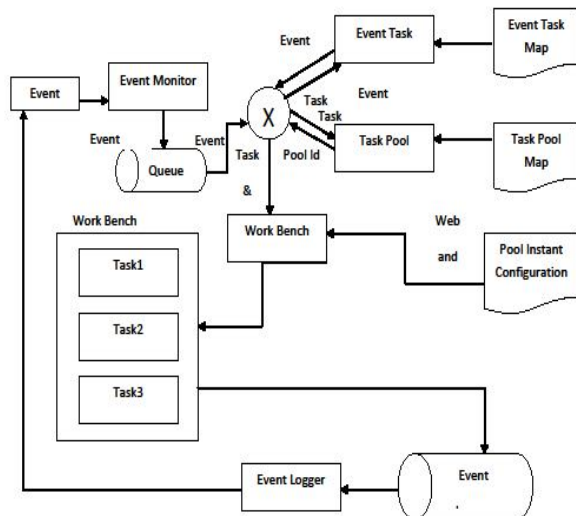 Event
Event Task
Event Task
Map
Event
Event Monitor
X
Task
Event
Task
Event
Event
Queue
Task
Pool Id
Task Pool
Task Pool
Map
&
Work Bench
Work Bench
Web
and
Pool Instant
Configuration
Task1
Task2
Task3
Event Logger
Event